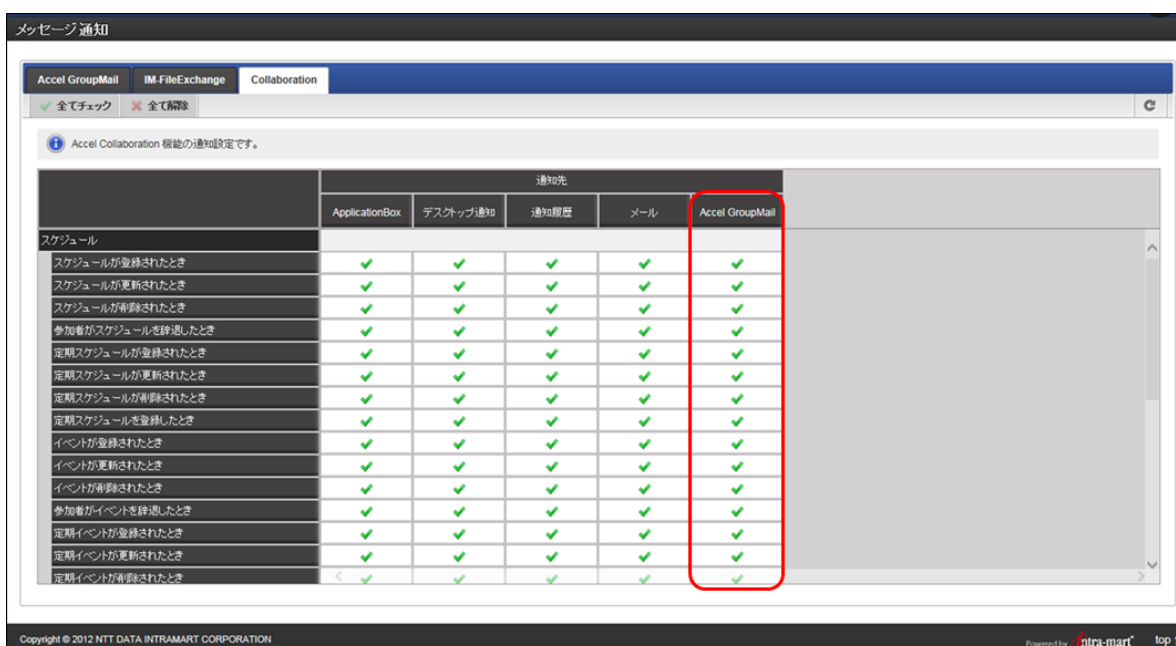 メッセージ通知
Accel GroupMail IM-FileExchange Collaboration
全てチェック 全て解除
Accel Collaboration 機能の通知設定です。
通知先
ApplicationBox デスクトップ通知 通知履歴 メール Accel GroupMail
スケジュール
スケジュールが登録されたとき
スケジュールが更新されたとき
スケジュールが削除されたとき
参加者がスケジュールを辞退したとき
定期スケジュールが登録されたとき
定期スケジュールが更新されたとき
定期スケジュールが削除されたとき
定期スケジュールを登録したとき
イベントが登録されたとき
イベントが更新されたとき
イベントが削除されたとき
参加者がイベントを辞退したとき
定期イベントが登録されたとき
定期イベントが更新されたとき
定期イベントが削除されたとき
Copyright © 2012 NTT DATA INTRAMART CORPORATION
Powered by intra-mart top